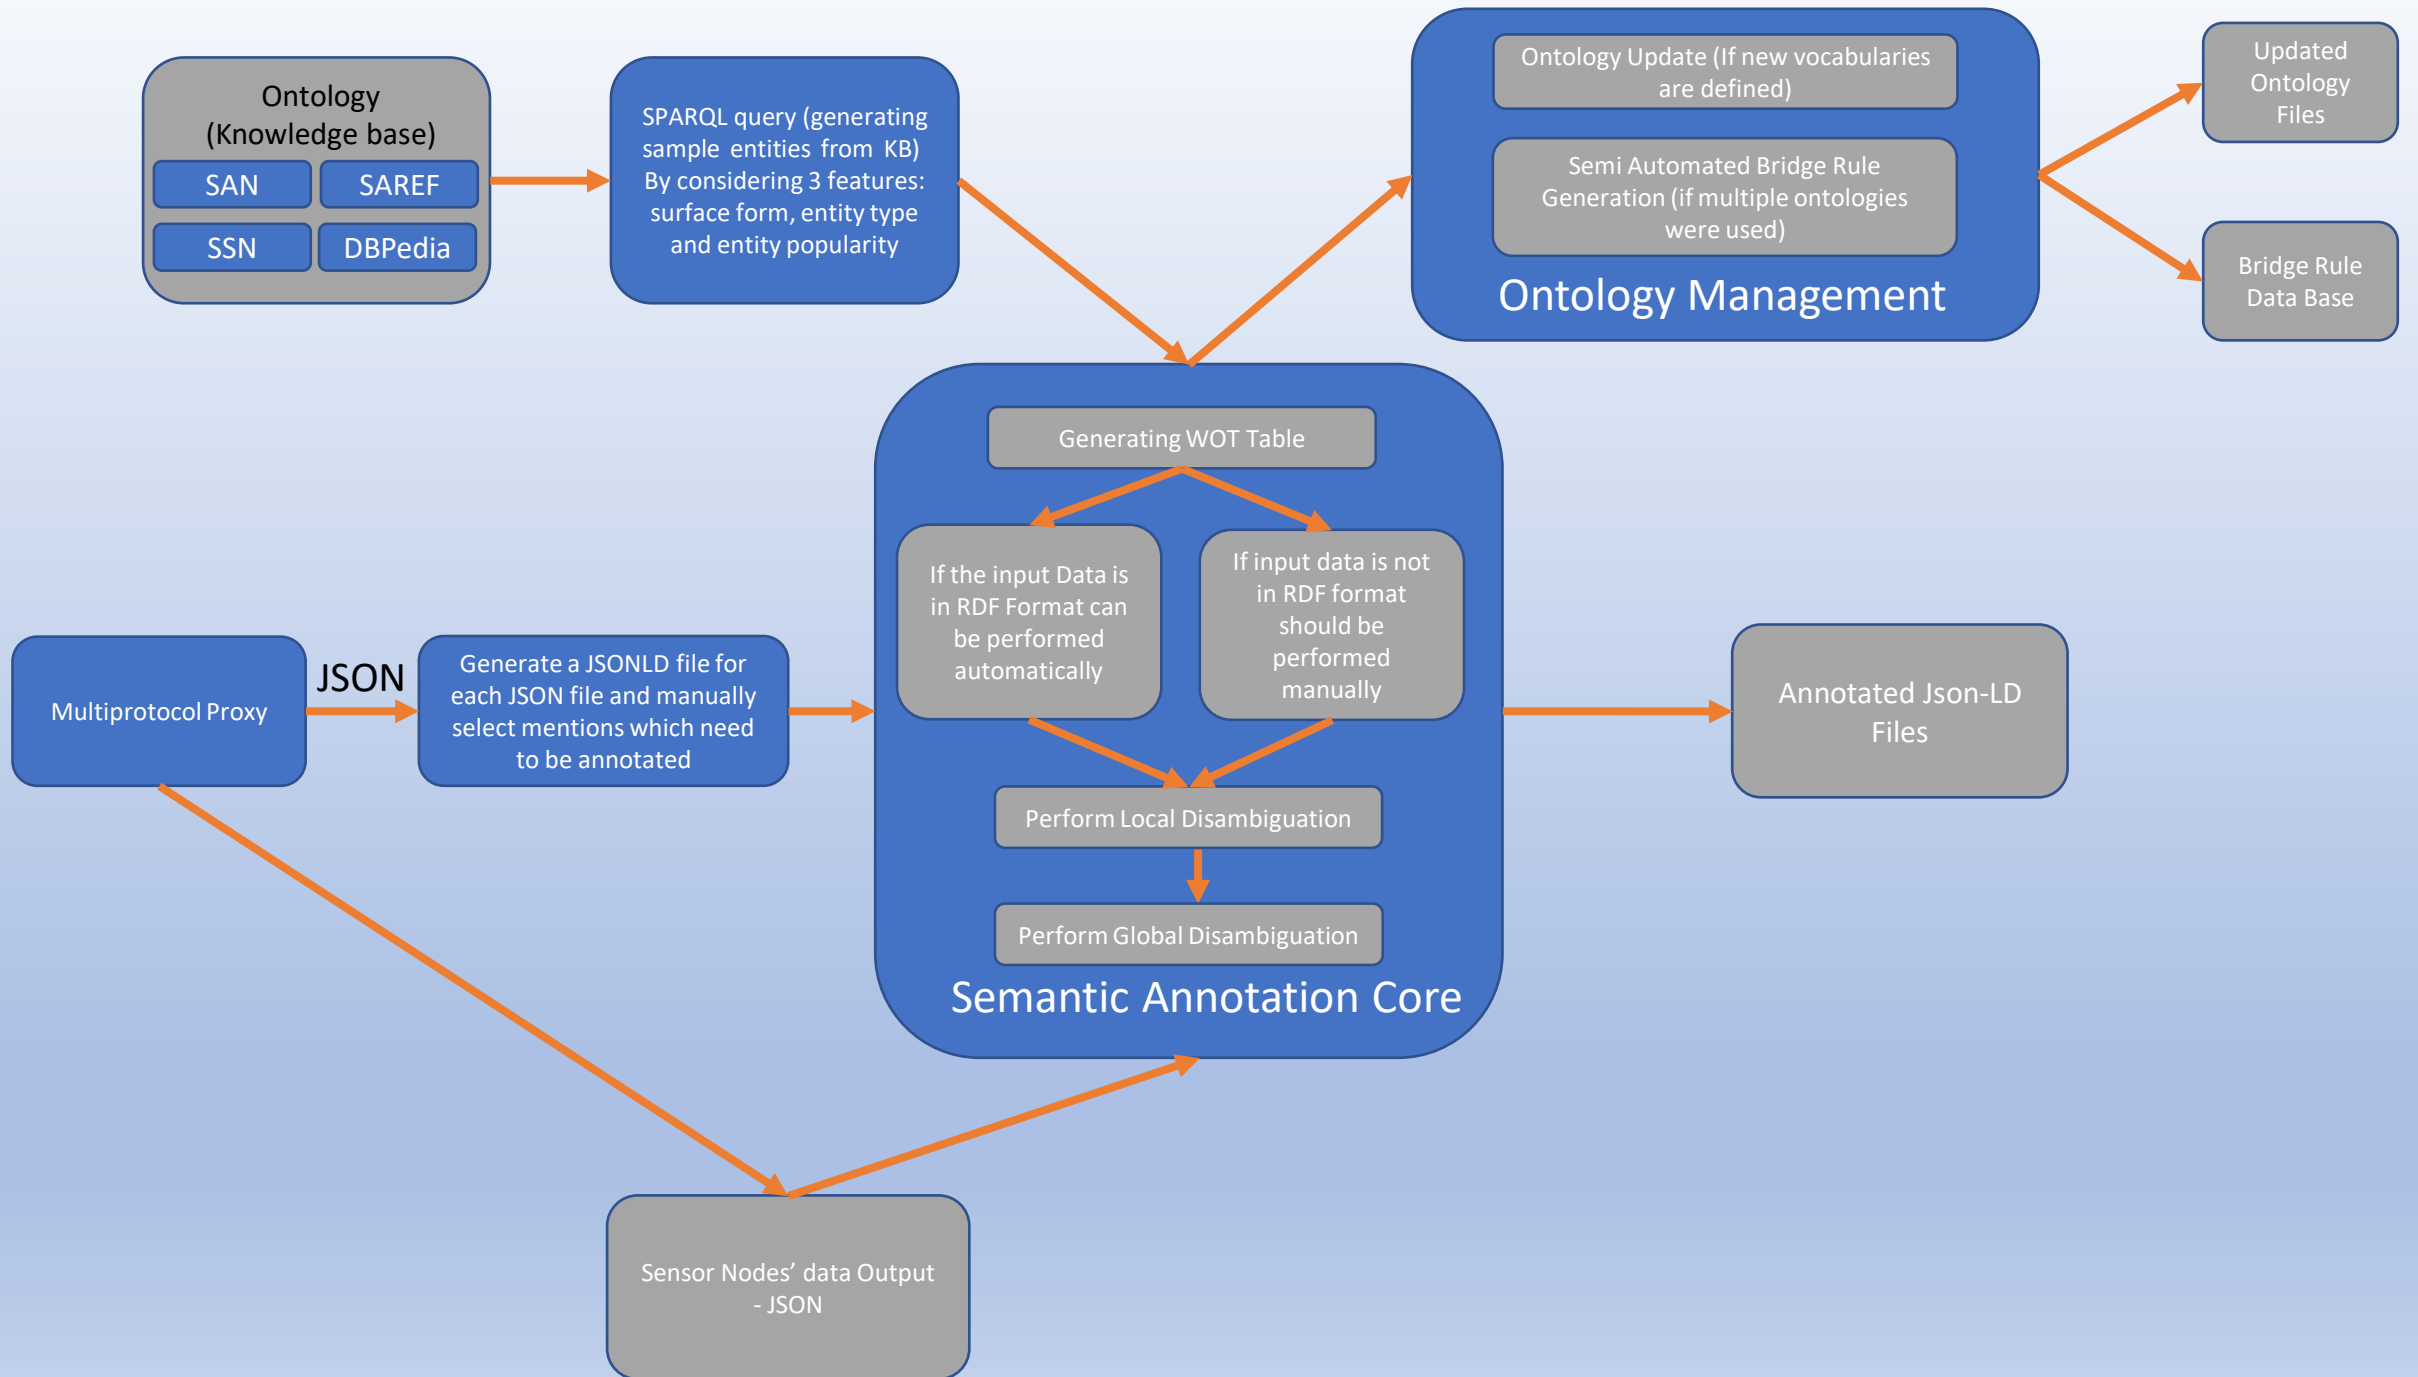 Ontology
(Knowledge base)
SAN
SAREF
SSN
DBPedia
SPARQL query (generating
sample entities from KB)
By considering 3 features:
surface form, entity type
and entity popularity
Ontology Update (If new vocabularies
are defined)
Semi Automated Bridge Rule
Generation (if multiple ontologies
were used)
Ontology Management
Updated
Ontology
Files
Bridge Rule
Data Base
Generating WOT Table
If the input Data is
in RDF Format can
be performed
automatically
If input data is not
in RDF format
should be
performed
manually
Perform Local Disambiguation
Perform Global Disambiguation
Semantic Annotation Core
Multiprotocol Proxy
JSON
Generate a JSONLD file for
each JSON file and manually
select mentions which need
to be annotated
Annotated Json-LD
Files
Sensor Nodes’ data Output
- JSON